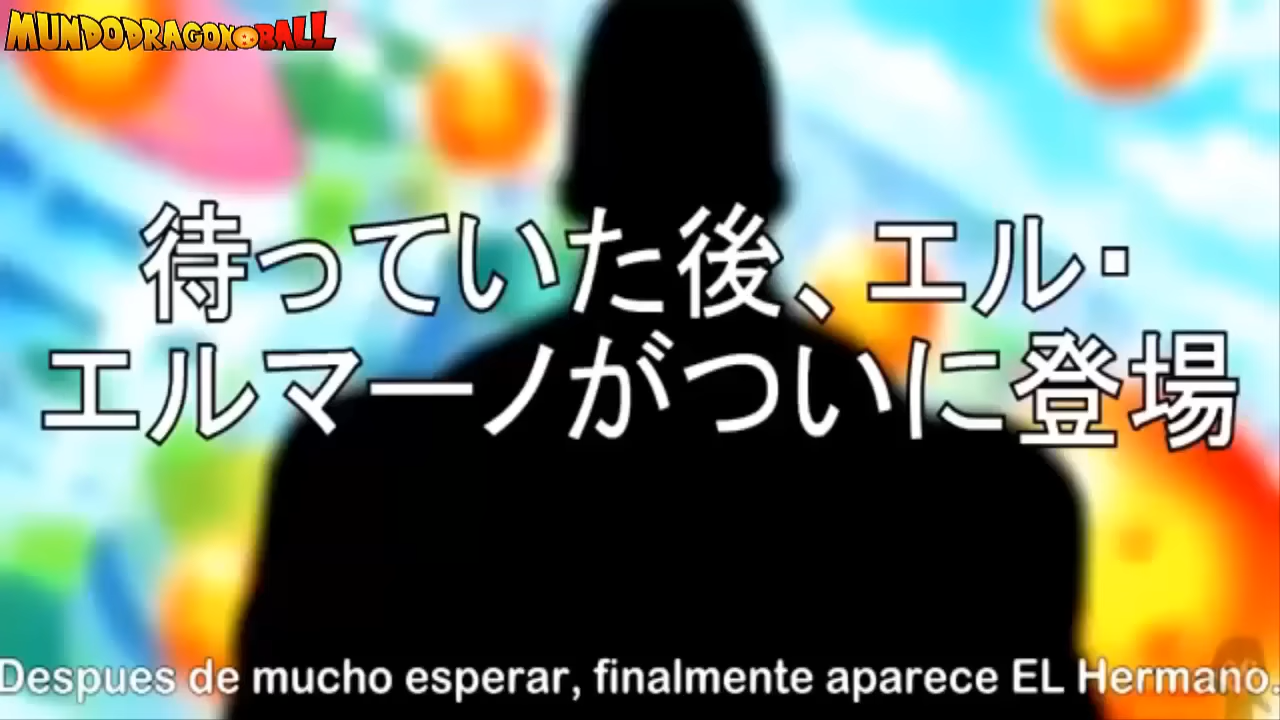 MUNDODRAGONBALL
待っていた後、エル・
エルマーノがついに登場
Despues de mucho esperar, finalmente aparece EL Hermano.